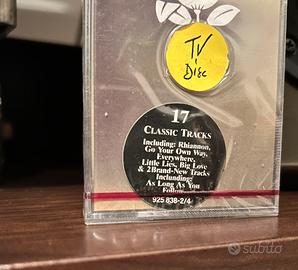 TV
Disc
17
CLASSIC TRACKS
Including: Rhiannon,
Go Your Own Way,
Everywhere,
Little Lies, Big Love
& 2 Brand-New Tracks
Inclunding:
As Long As You
Follow
925 838-2/4
subito